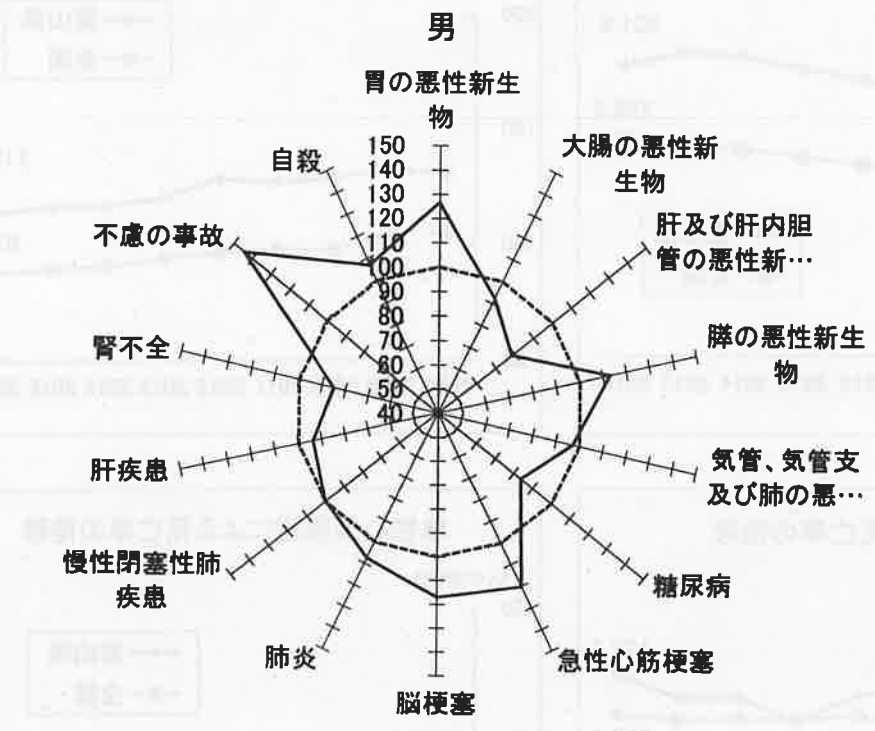 男
胃の悪性新生
物
大腸の悪性新
生物
肝及び肝内胆
管の悪性新…
膵の悪性新生
物
気管、気管支
及び肺の悪…
糖尿病
急性心筋梗塞
脳梗塞
肺炎
慢性閉塞性肺
疾患
肝疾患
腎不全
不慮の事故
自殺
150
140
130
120
110
100
90
80
70
60
50
40